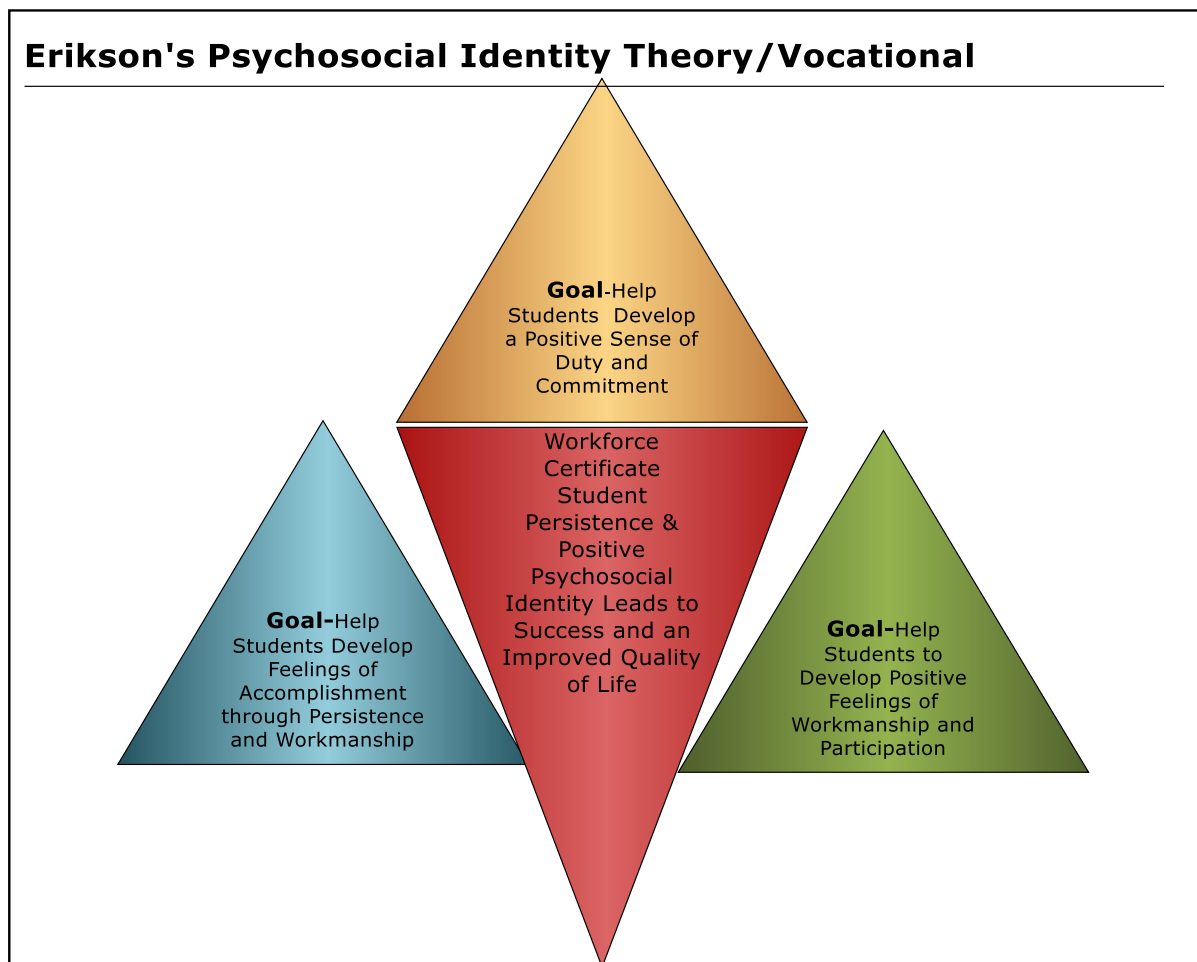 Erikson's Psychosocial Identity Theory/Vocational
Goal-Help
Students  Develop
a Positive Sense of
Duty and
Commitment
Workforce
Certificate
Student
Persistence &
Positive
Psychosocial
Identity Leads to
Success and an
Improved Quality
of Life
Goal-Help
Students Develop
Feelings of
Accomplishment
through Persistence
and Workmanship
Goal-Help
Students to
Develop Positive
Feelings of
Workmanship and
Participation